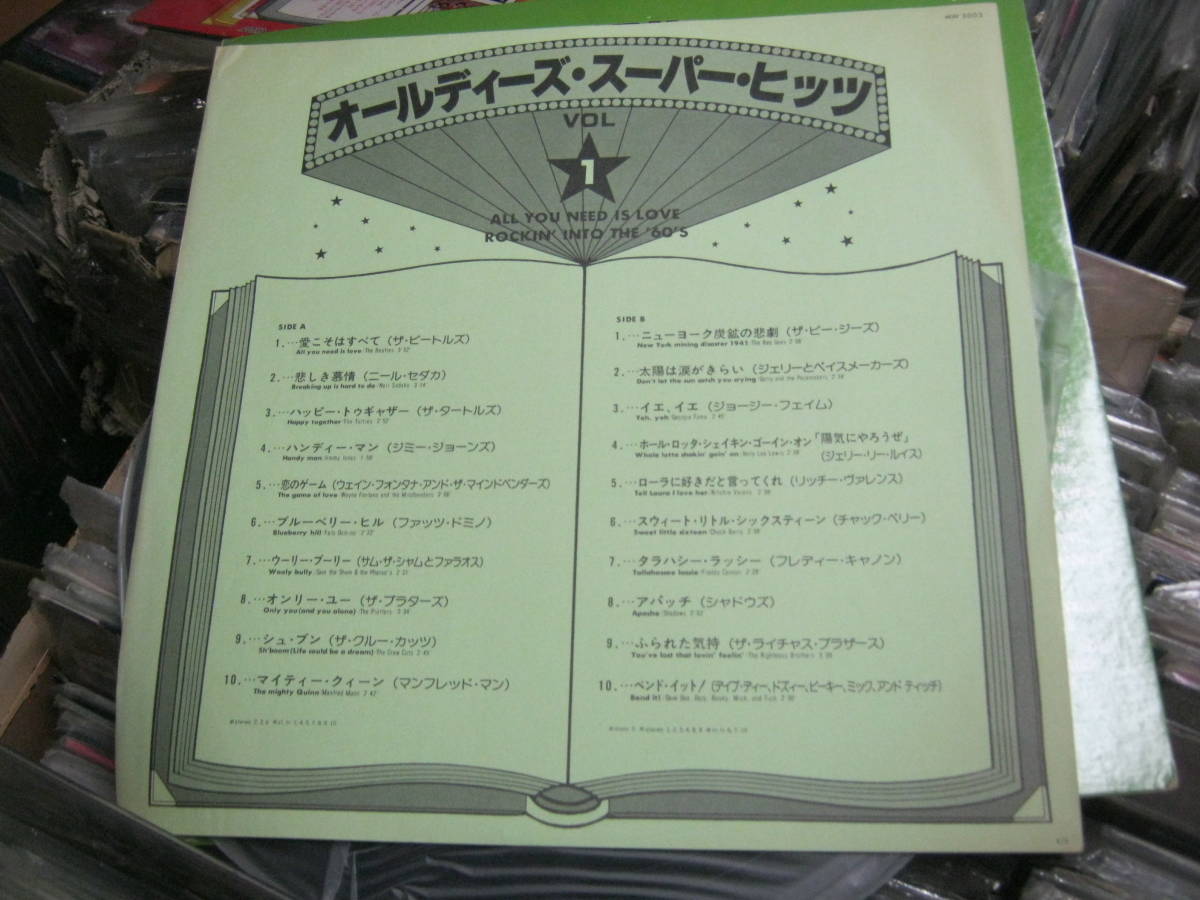 MW 5003
オールディーズ・スーパー・ヒッツ
VOL
1
ALL YOU NEED IS LOVE
ROCKIN' INTO THE '60'S
SIDE A
1.…愛こそはすべて（ザ・ビートルズ）
All you need is love (The Beatles) 3'52"
2.…悲しき慕情（ニール・セダカ）
Breaking up is hard to do (Neil Sedaka)
3.…ハッピー・トゥギャザー（ザ・タートルズ）
Happy together (The Turtles)
4.…ハンディー・マン（ジミー・ジョーンズ）
Handy man (Jimmy Jones)
5.…恋のゲーム（ウェイン・フォンタナ・アンド・ザ・マインドベンダーズ）
The game of love (Wayne Fontana and the Mindbenders)
6.…ブルーベリー・ヒル（ファッツ・ドミノ）
Blueberry hill (Fats Domino)
7.…ウーリー・ブーリー（サム・ザ・シャムとファラオス）
Wooly bully (Sam the Sham & the Pharao's)
8.…オンリー・ユー（ザ・プラターズ）
Only you (and you alone) (The Platters)
9.…シュ・ブン（ザ・クルー・カッツ）
Sh'boom (Life could be a dream) (The Crew Cuts)
10.…マイティー・クィーン（マンフレッド・マン）
The mighty Quinn (Manfred Mann)
SIDE B
1.…ニューヨーク炭鉱の悲劇（ザ・ビー・ジーズ）
New York mining disaster 1941 (The Bee Gees)
2.…太陽は涙がきらい（ジェリーとペイスメーカーズ）
Don't let the sun catch you crying (Gerry and the Pacemakers)
3.…イエ、イエ（ジョージー・フェイム）
Yeh, yeh (Georgie Fame)
4.…ホール・ロッタ・シェイキン・ゴーイン・オン「陽気にやろうぜ」
Whole lotta shakin' goin' on (Jerry Lee Lewis)
（ジェリー・リー・ルイス）
5.…ローラに好きだと言ってくれ（リッチー・ヴァレンス）
Tell Laura I love her (Ritchie Valens)
6.…スウィート・リトル・シックスティーン（チャック・ベリー）
Sweet little sixteen (Chuck Berry)
7.…タラハシー・ラッシー（フレディー・キャノン）
Tallahassee lassie (Freddy Cannon)
8.…アパッチ（シャドウズ）
Apache (Shadows)
9.…ふられた気持（ザ・ライチャス・ブラザーズ）
You've lost that lovin' feelin' (The Righteous Brothers)
10.…ベンド・イット!（デイブ・ディー、ドズィー、ビーキー、ミック、アンド ティッチ）
Bend it! (Dave Dee, Dozy, Beaky, Mick, and Tich)